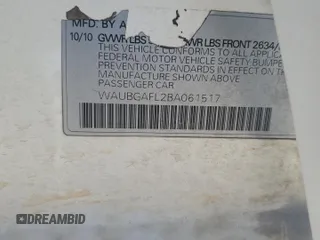 MFD. BY A
10/10 GVWR LBS WR LBS FRONT 2634/
THIS VEHICLE CONFORMS TO ALL
FEDERAL MOTOR VEHICLE SAFETY BUMPE
PREVENTION STANDARDS IN EFFECT ON
MANUFACTURE SHOWN ABOVE
PASSENGER CAR
WAUBGAFL2BA061517
DREAMBID